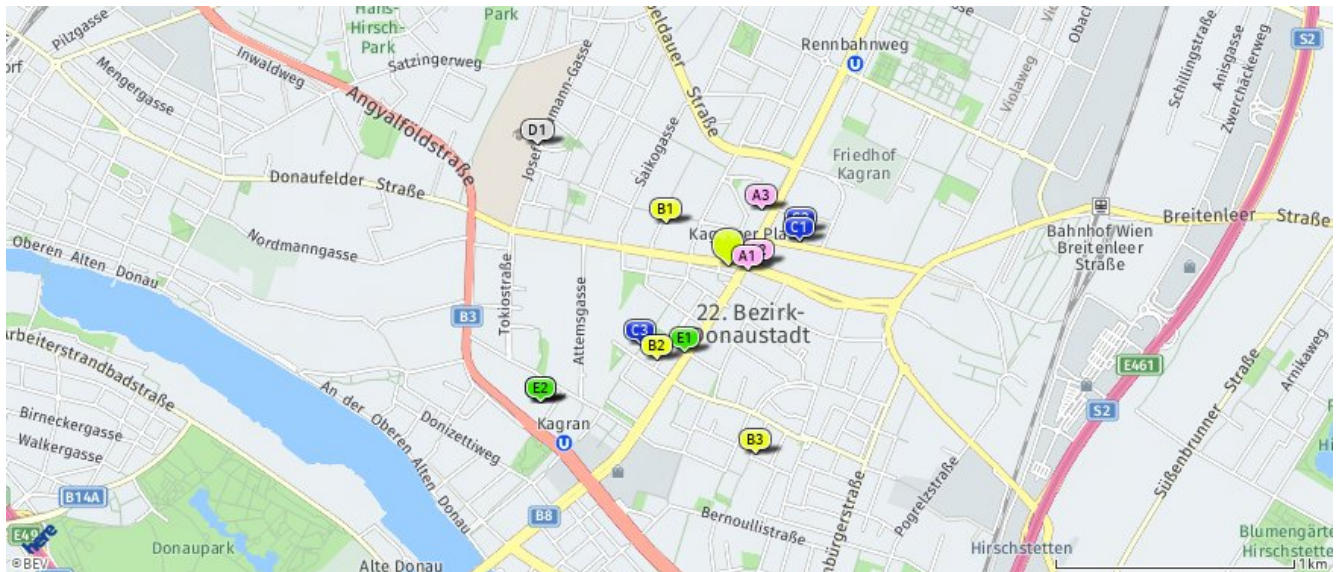 Hans-
Hirsch-
Park
Park
Pilzgasse
Inwaldweg
Satzingerweg
Mengergasse
Angyalföldstraße
Straße
Rennbahnweg
U
Violaweg
Schillingstraße
Anisgasse
Zwerchäckerweg
S2
D1
Saikogasse
Friedhof
Kagran
Donaufelder Straße
B1
A3
C1
A1
Nordmanngasse
Bahnhof Wien
Breitenleer
Straße
Breitenleer Straße
Oberen Alten Donau
Tokiostraße
Attemsgasse
B3
22. Bezirk-
Donaustadt
C3
B2
E1
E2
E461
S2
Arnikaweg
Süßenbrunner Straße
Arbeiterstrandbadstraße
An der Oberen Alten Donau
Birneckergasse
Walkergasse
Donizettiweg
Kagran
U
B3
B14A
B8
Bernoullistraße
Pogrelzstraße
Donaupark
Alte Donau
Hirschstetten
here
©BEV
1km